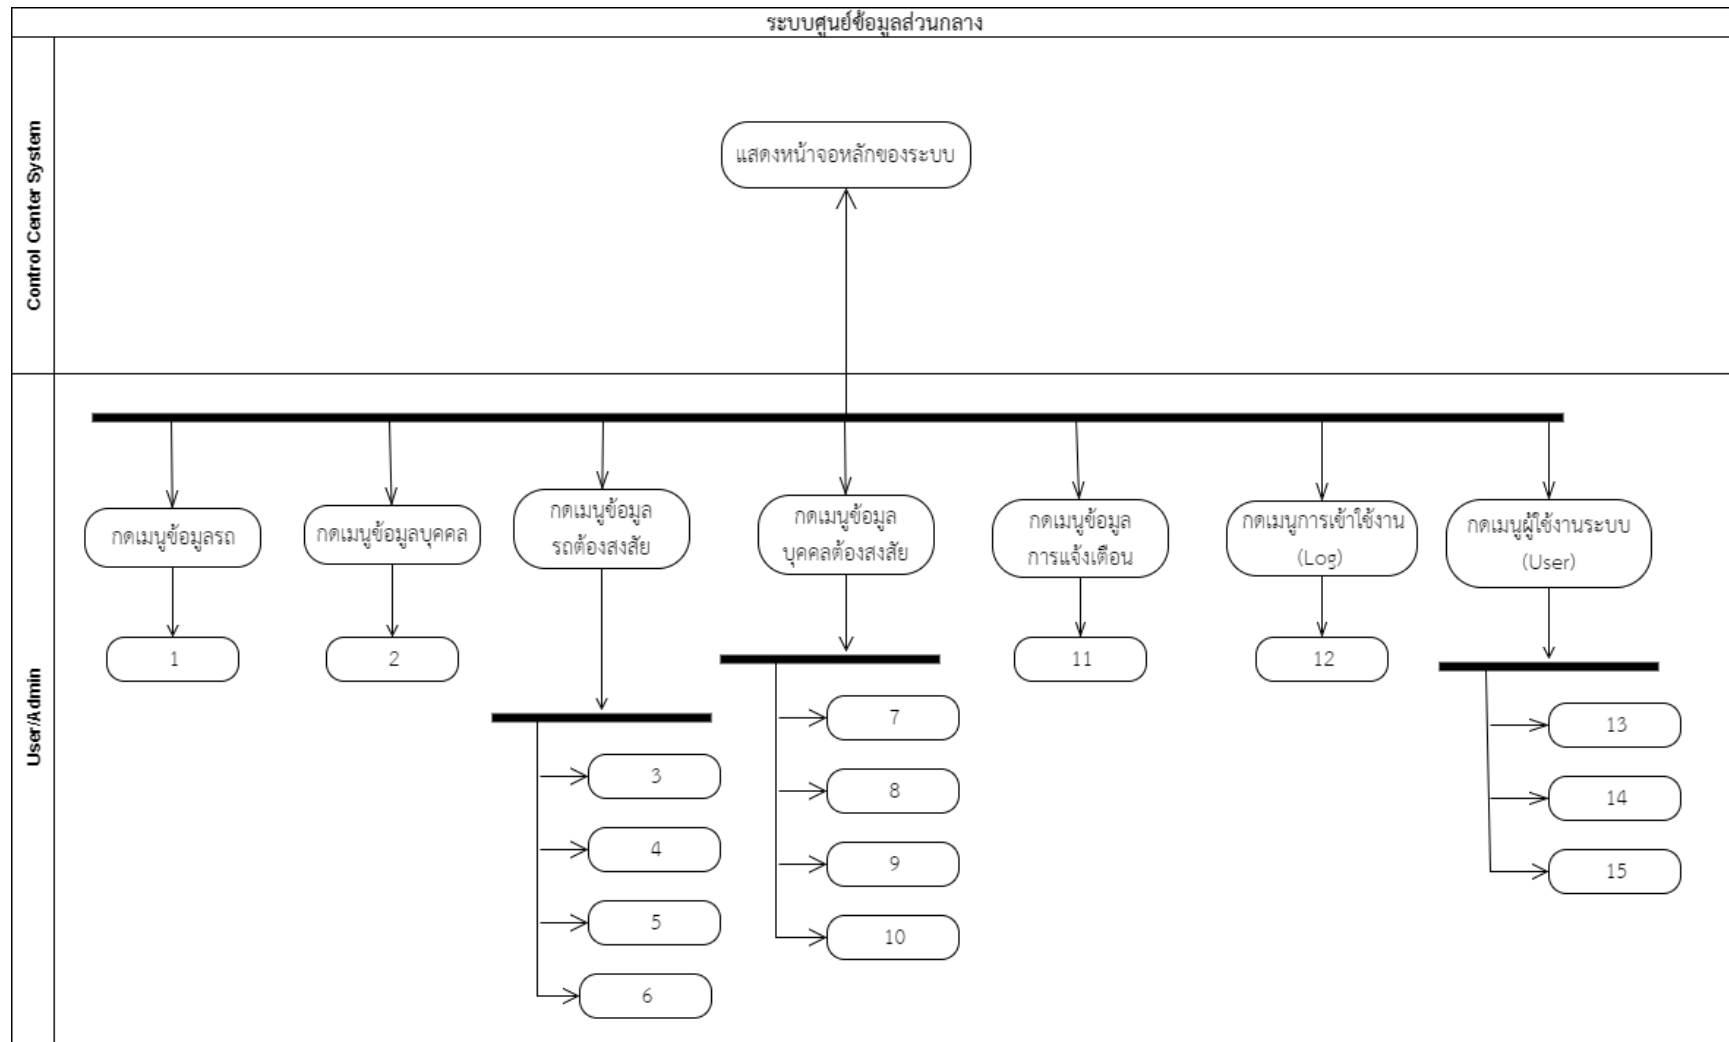 ระบบศูนย์ข้อมูลส่วนกลาง
Control Center System
แสดงหน้าจอหลักของระบบ
User/Admin
กดเมนูข้อมูลรถ
กดเมนูข้อมูลบุคคล
กดเมนูข้อมูล
รถต้องสงสัย
กดเมนูข้อมูล
บุคคลต้องสงสัย
กดเมนูข้อมูล
การแจ้งเตือน
กดเมนูการเข้าใช้งาน
(Log)
กดเมนูผู้ใช้งานระบบ
(User)
1
2
3
4
5
6
7
8
9
10
11
12
13
14
15